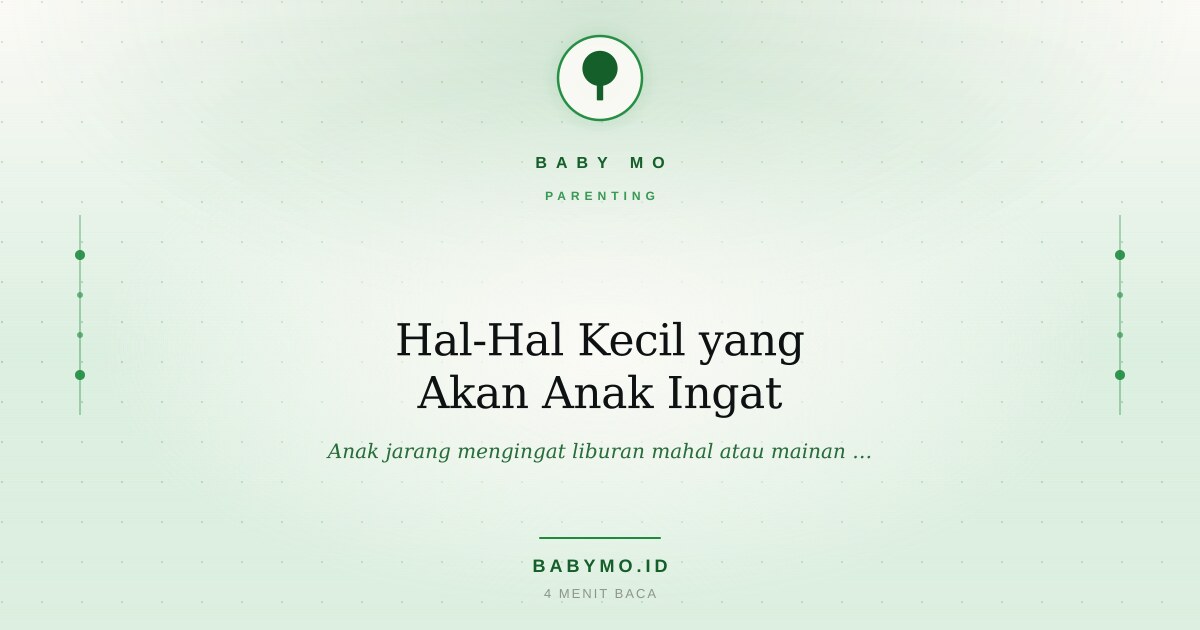 BABY MO
PARENTING
Hal-Hal Kecil yang
Akan Anak Ingat
Anak jarang mengingat liburan mahal atau mainan ...
BABYMO.ID
4 MENIT BACA